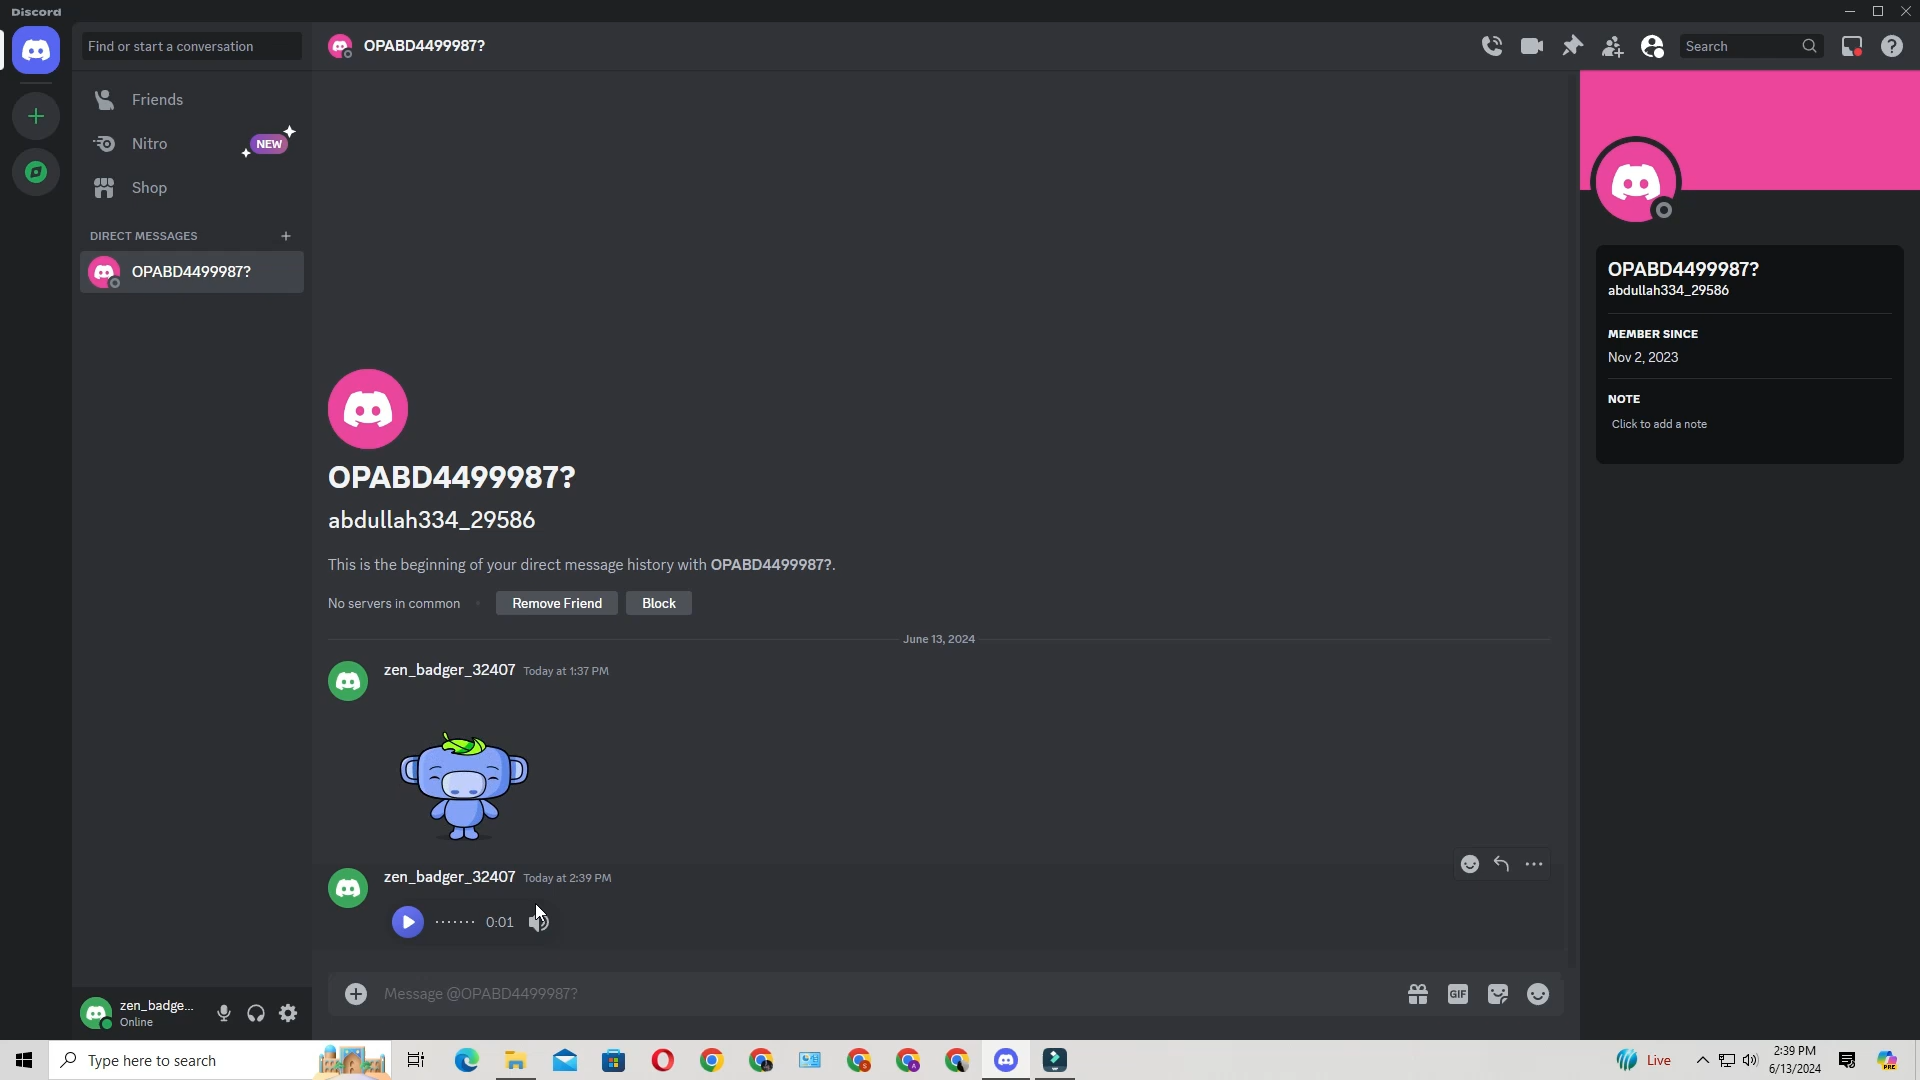 Discord
Find or start a conversation
OPABD4499987?
Search
Friends
Nitro
NEW
Shop
DIRECT MESSAGES
OPABD4499987?
OPABD4499987?
abdullah334_29586
MEMBER SINCE
Nov 2, 2023
NOTE
Click to add a note
OPABD4499987?
abdullah334_29586
This is the beginning of your direct message history with OPABD4499987?.
No servers in common
Remove Friend
Block
June 13, 2024
zen_badger_32407 Today at 1:37 PM
zen_badger_32407 Today at 2:39 PM
0:01
zen_badge...
Online
Message @OPABD4499987?
GIF
Type here to search
Live
2:39 PM
6/13/2024
PRE